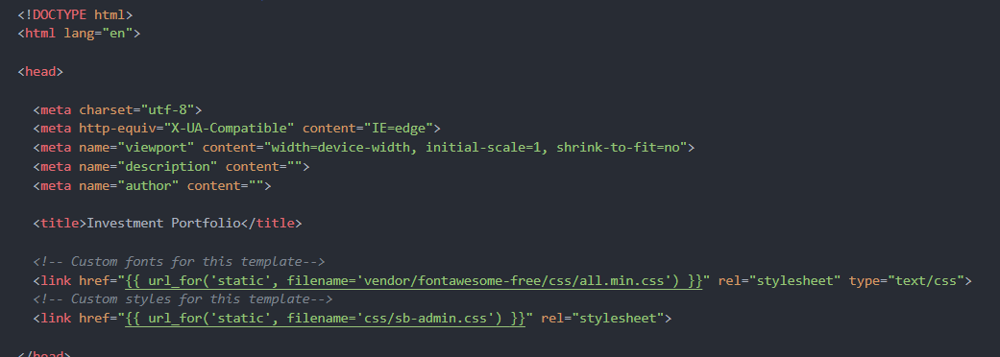 <!DOCTYPE html>
<html lang="en">
<head>
<meta charset="utf-8">
<meta http-equiv="X-UA-Compatible" content="IE=edge">
<meta name="viewport" content="width=device-width, initial-scale=1, shrink-to-fit=no">
<meta name="description" content="">
<meta name="author" content="">
<title>Investment Portfolio</title>
<!-- Custom fonts for this template-->
<link href="{{ url_for('static', filename='vendor/fontawesome-free/css/all.min.css') }}" rel="stylesheet" type="text/css">
<!-- Custom styles for this template-->
<link href="{{ url_for('static', filename='css/sb-admin.css') }}" rel="stylesheet">
</head>